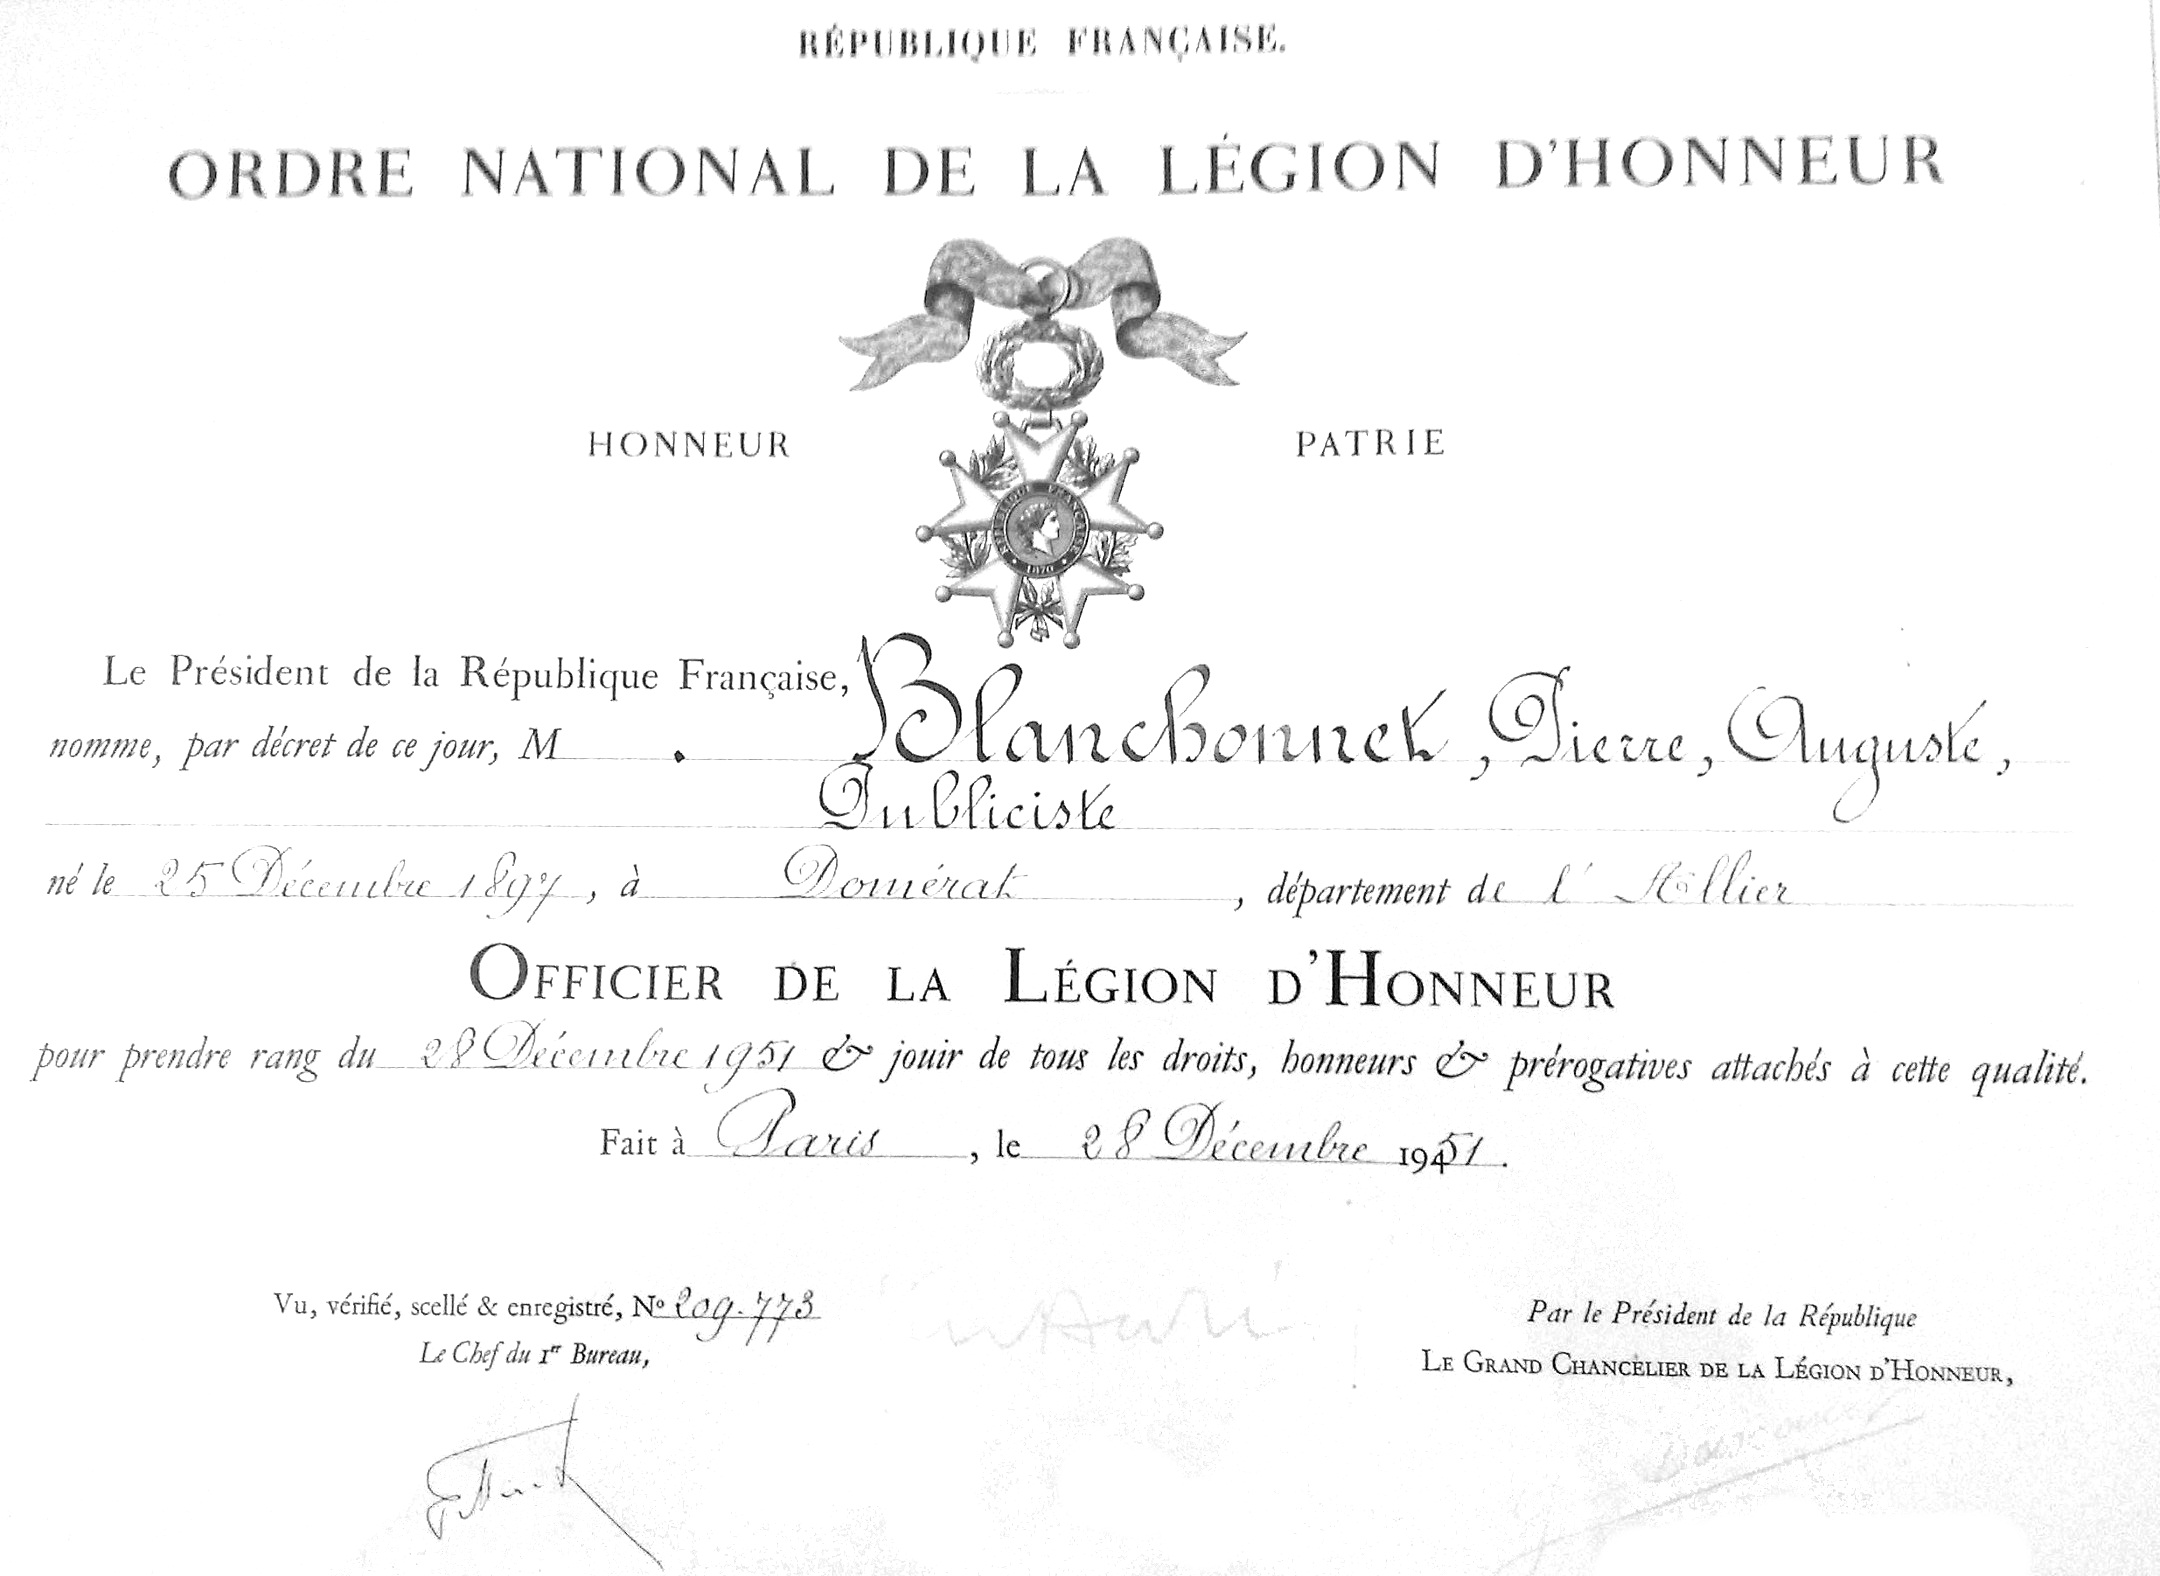 RÉPUBLIQUE FRANÇAISE.
ORDRE NATIONAL DE LA LÉGION D'HONNEUR
HONNEUR PATRIE
RÉPUBLIQUE FRANÇAISE
1870
Le Président de la République Française,
nomme, par décret de ce jour, M. Blanchonnet, Pierre, Auguste,
Publiciste
né le 25 Décembre 1897, à Domérat, département de l'Allier
OFFICIER DE LA LÉGION D'HONNEUR
pour prendre rang du 28 Décembre 1951 & jouir de tous les droits, honneurs & prérogatives attachés à cette qualité.
Fait à Paris, le 28 Décembre 1951.
Vu, vérifié, scellé & enregistré, Nº 209.773
Par le Président de la République
Le Chef du 1er Bureau,
LE GRAND CHANCELIER DE LA LÉGION D'HONNEUR,